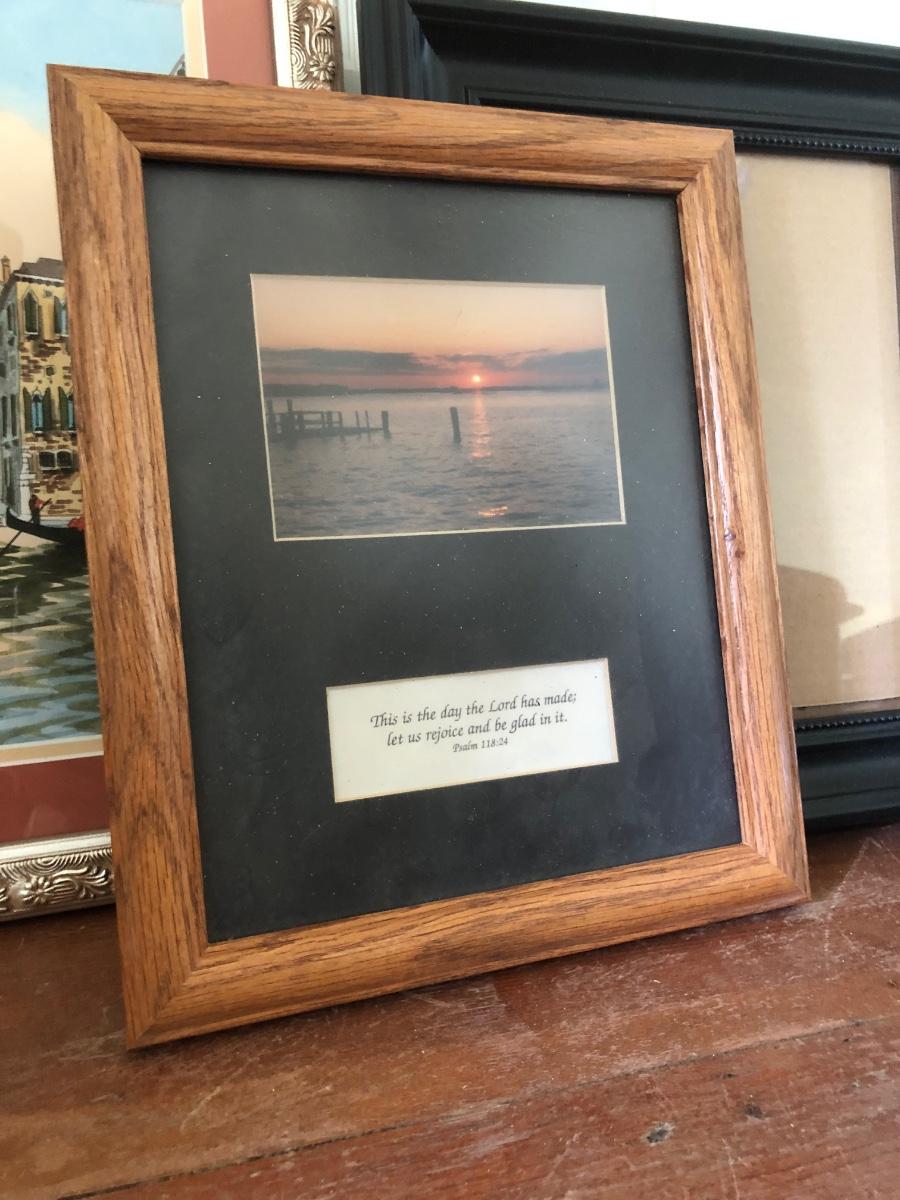 This is the day the Lord has made;
let us rejoice and be glad in it.
Psalm 118:24